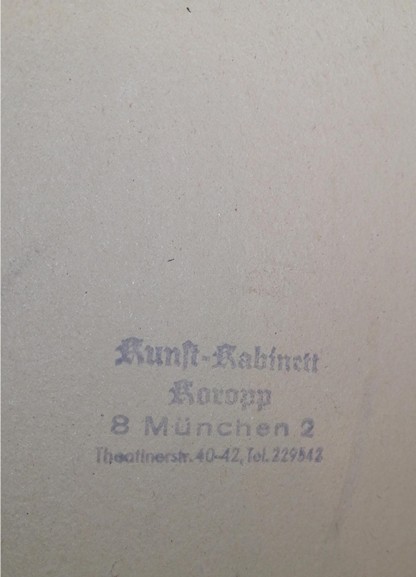 Kunst-Kabinett
Koropp
8 München 2
Theatinerstr. 40-42, Tel. 229542